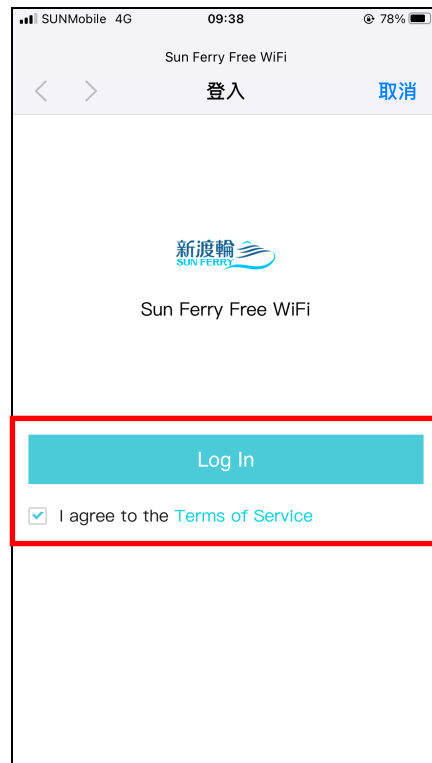 SUNMobile 4G 09:38 78%
Sun Ferry Free WiFi
登入 取消
新渡輪
SUN FERRY
Sun Ferry Free WiFi
Log In
I agree to the Terms of Service